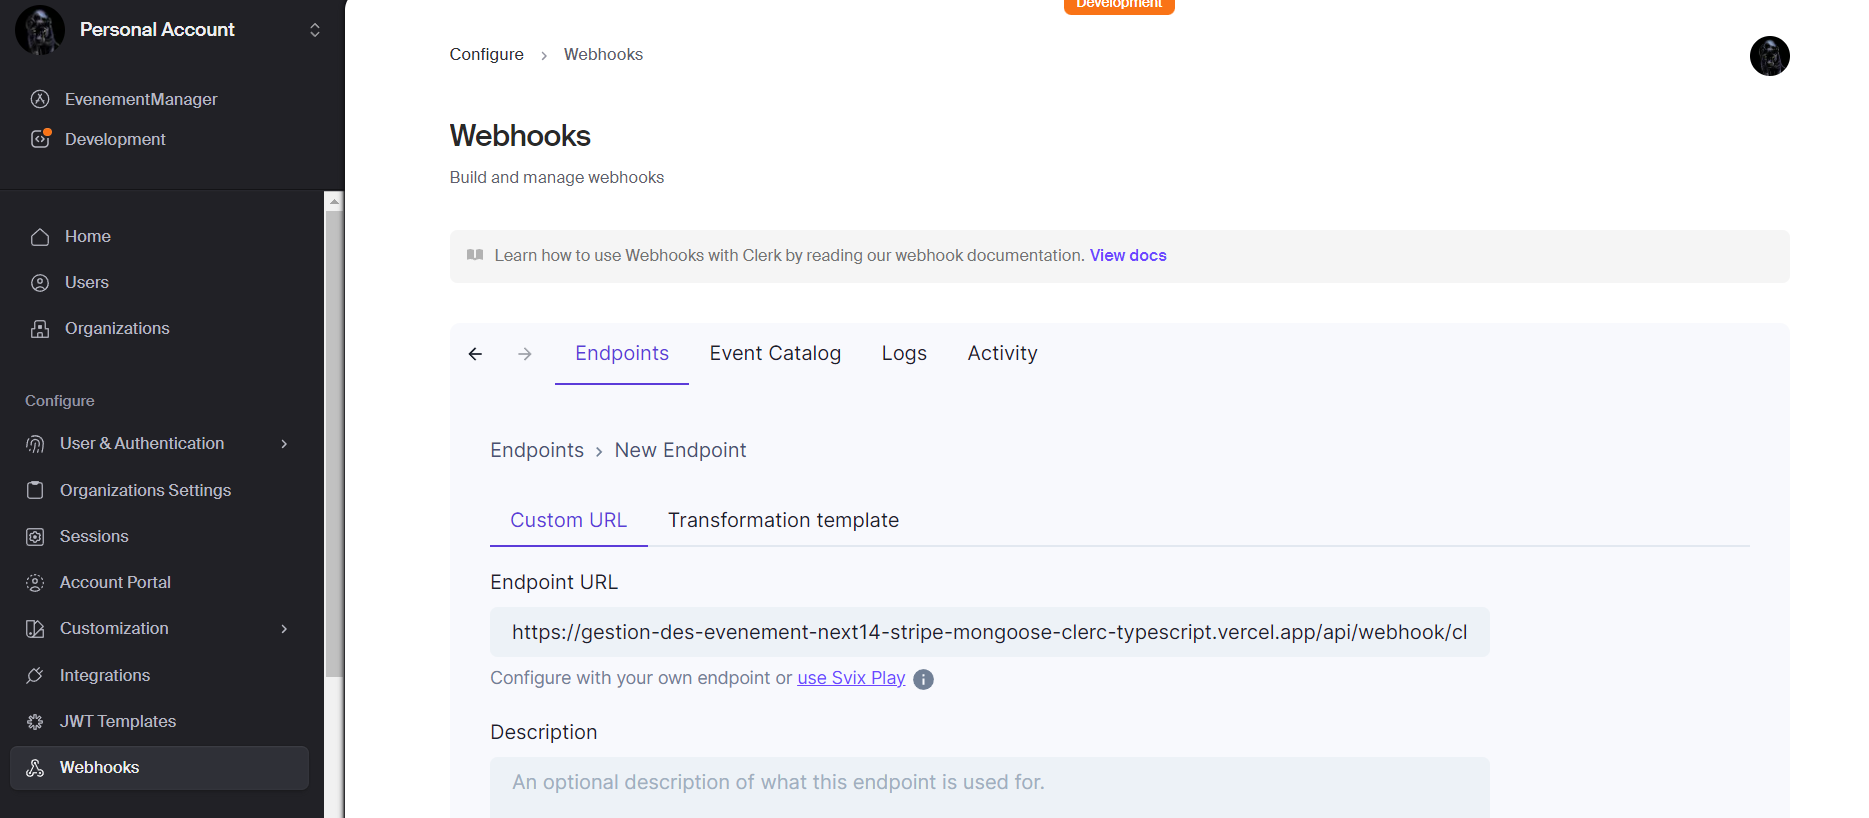 Personal Account
EvenementManager
Development
Home
Users
Organizations
Configure
User & Authentication
Organizations Settings
Sessions
Account Portal
Customization
Integrations
JWT Templates
Webhooks
Development
Configure > Webhooks
Webhooks
Build and manage webhooks
Learn how to use Webhooks with Clerk by reading our webhook documentation. View docs
Endpoints Event Catalog Logs Activity
Endpoints > New Endpoint
Custom URL Transformation template
Endpoint URL
https://gestion-des-evenement-next14-stripe-mongoose-clerc-typescript.vercel.app/api/webhook/cl
Configure with your own endpoint or use Svix Play
Description
An optional description of what this endpoint is used for.